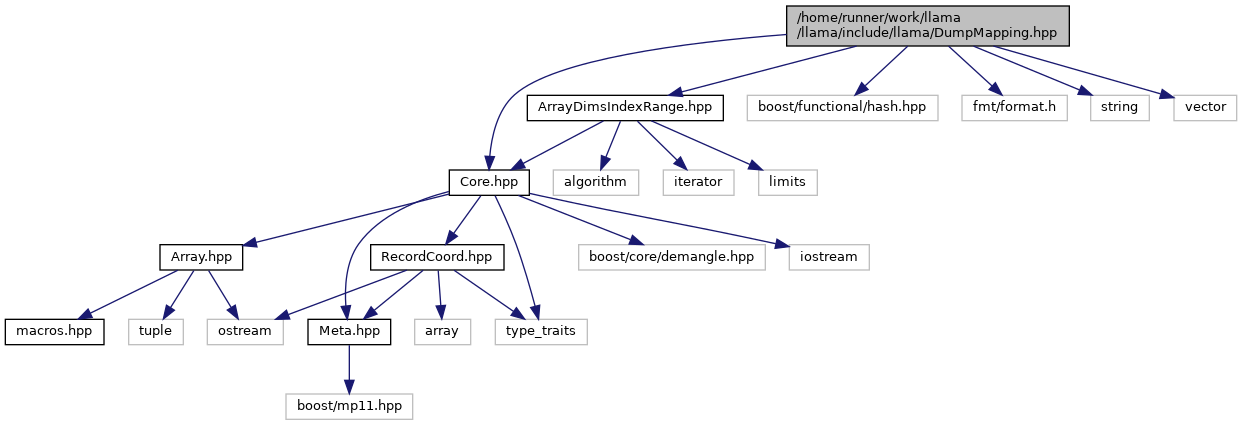 /home/runner/work/llama
/llama/include/llama/DumpMapping.hpp
ArrayDimsIndexRange.hpp
boost/functional/hash.hpp
fmt/format.h
string
vector
Core.hpp
algorithm
iterator
limits
Array.hpp
RecordCoord.hpp
boost/core/demangle.hpp
iostream
macros.hpp
tuple
ostream
Meta.hpp
array
type_traits
boost/mp11.hpp